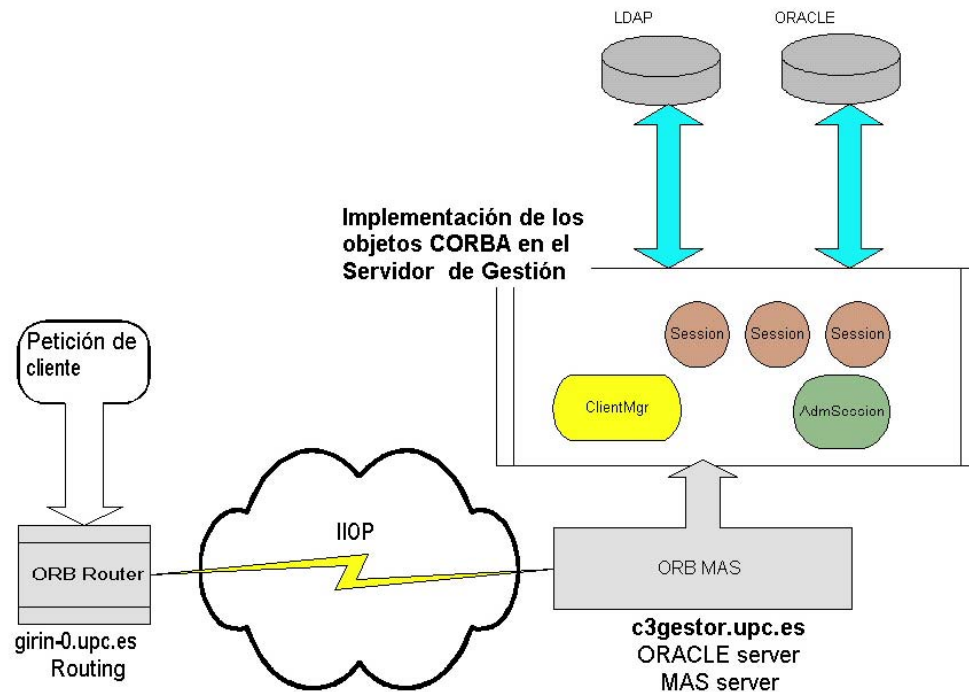 LDAP
ORACLE
Implementación de los
objetos CORBA en el
Servidor de Gestión
Session
Session
Session
ClientMgr
AdmSession
Petición de
cliente
IIOP
ORB Router
ORB MAS
girin-0.upc.es
Routing
c3gestor.upc.es
ORACLE server
MAS server